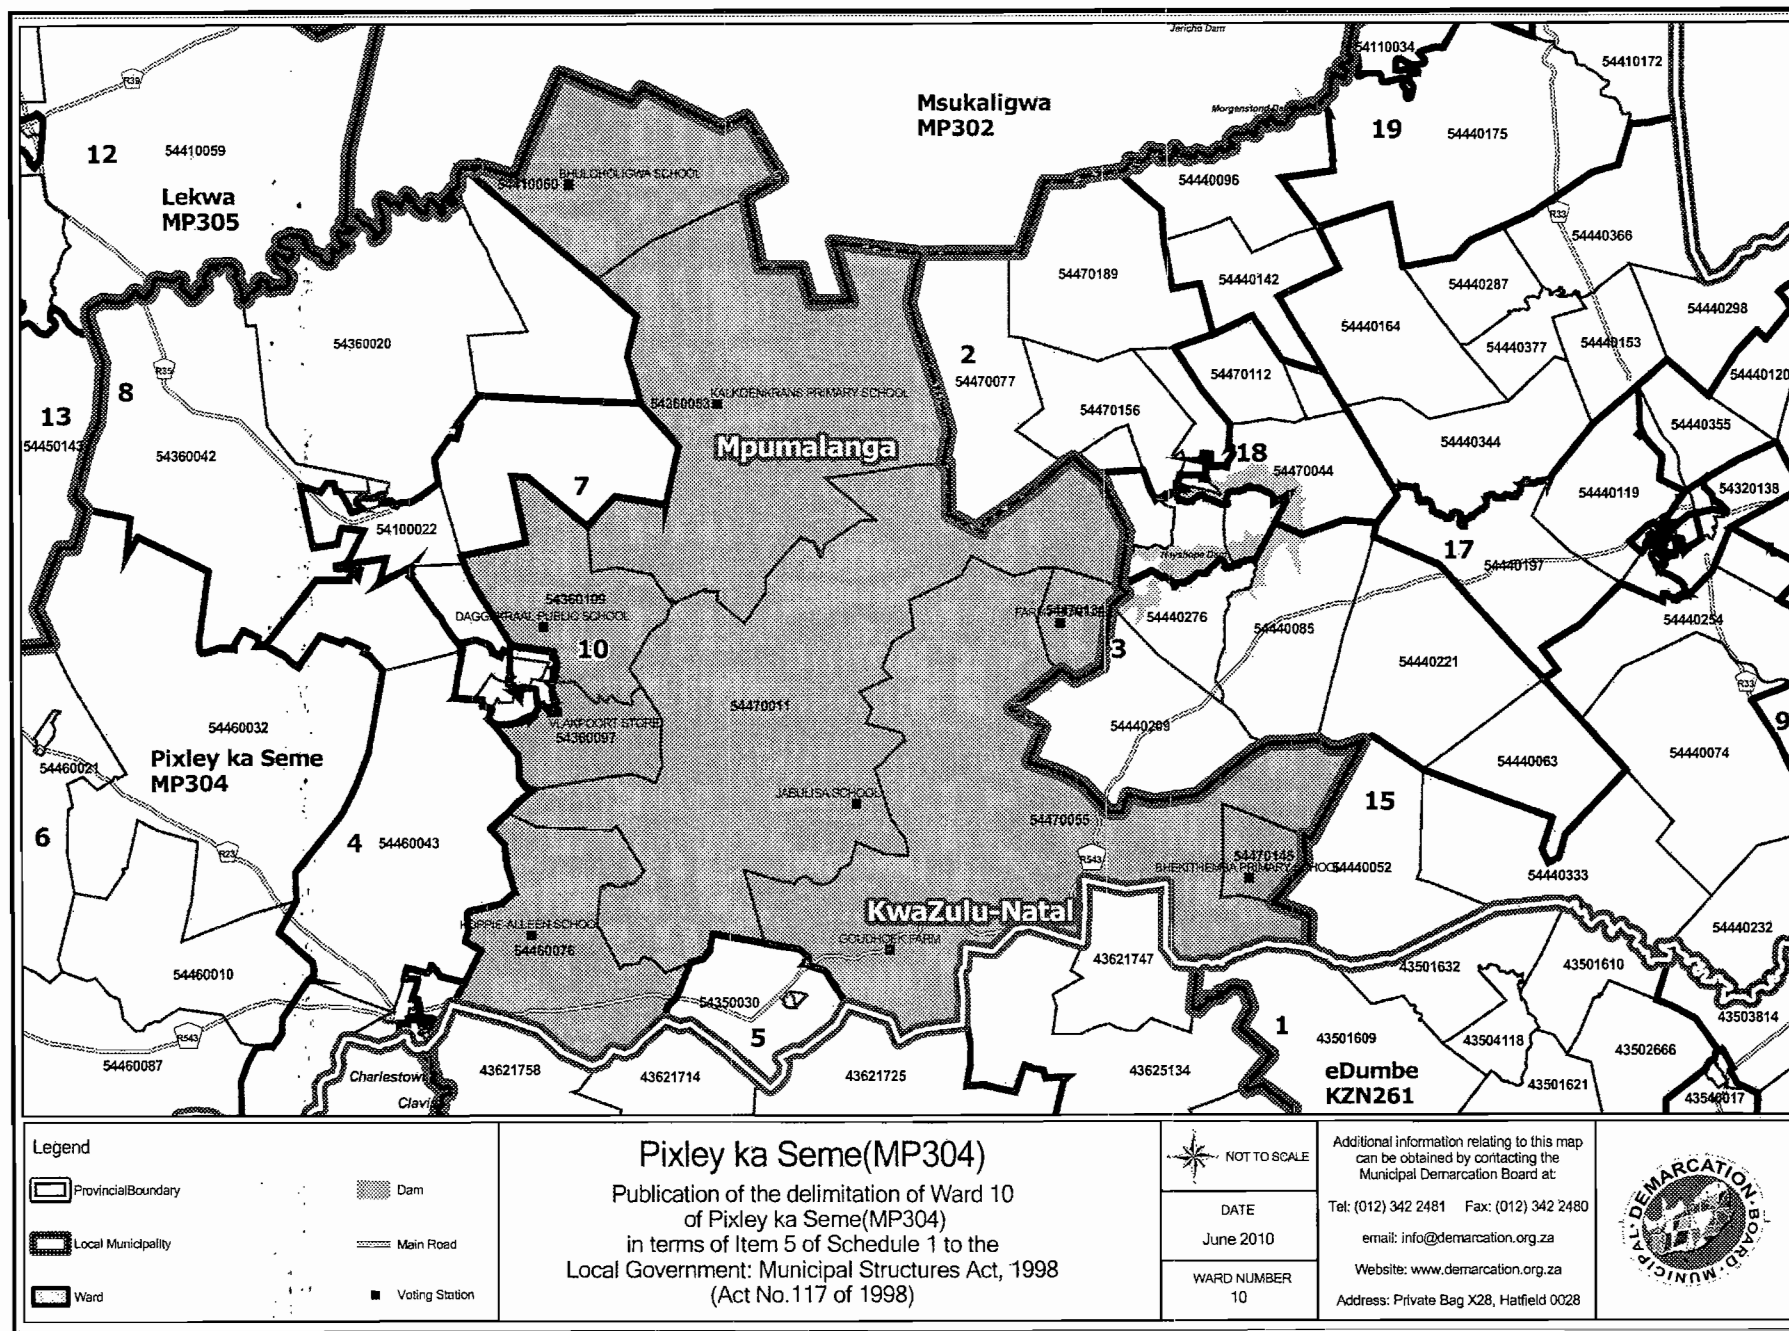 Jericho Dam
54110034
54410172
R39
Msukaligwa
MP302
Morgenstond
19
54440175
12
54410059
BHULDHOLIGWA SCHOOL
54410060
54440096
Lekwa
MP305
R33
54440366
54470189
54440142
54440287
54440298
54440164
54360020
54440377
54440153
2
54470077
54470112
54440120
R35
8
KALKOENKRANS PRIMARY SCHOOL
54360053
13
54450143
54470156
54440355
Mpumalanga
54440344
54360042
18
54470044
7
54440119
54320138
54100022
17
54440197
54360109
DAGGAKRAAL PUBLIC SCHOOL
54440276
54440085
54440254
10
3
54440221
R33
54470011
54460032
VLAKPOORT STORE
54360097
54440209
9
Pixley ka Seme
MP304
54460021
54440063
54440074
JABULISA SCHOOL
15
54470055
6
4
54460043
R23
R543
54470145
BHEKITHEMBA PRIMARY SCHOOL
54440052
54440333
KwaZulu-Natal
HOPPIE ALLEEN SCHOOL
54460076
GOUDHOEK FARM
54440232
43621747
43501632
43501610
54460010
54350030
43503814
5
1
R543
43501609
43504118
43502666
54460087
Charlestown
43621758
43621714
43621725
43625134
eDumbe
KZN261
43501621
43546017
Legend
ProvincialBoundary
Dam
Local Municipality
Main Road
Ward
Voting Station
Pixley ka Seme(MP304)
Publication of the delimitation of Ward 10
of Pixley ka Seme(MP304)
in terms of Item 5 of Schedule 1 to the
Local Government: Municipal Structures Act, 1998
(Act No.117 of 1998)
NOT TO SCALE
DATE
June 2010
WARD NUMBER
10
Additional information relating to this map
can be obtained by contacting the
Municipal Demarcation Board at:
Tel: (012) 342 2481 Fax: (012) 342 2480
email: info@demarcation.org.za
Website: www.demarcation.org.za
Address: Private Bag X28, Hatfield 0028
MUNICIPAL DEMARCATION BOARD